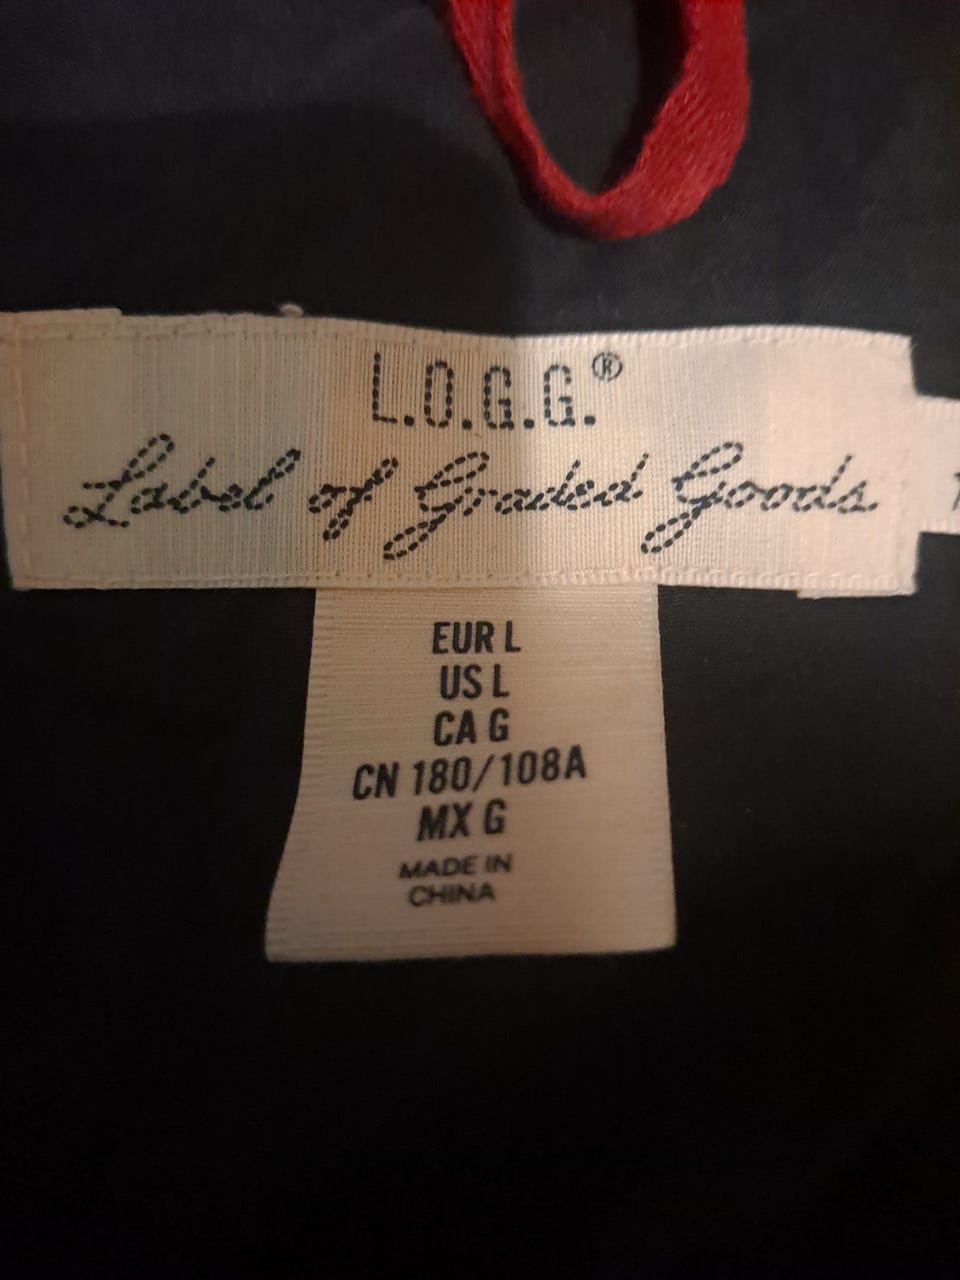 L.O.G.G.®
Label of Graded Goods
EUR L
US L
CA G
CN 180/108A
MX G
MADE IN
CHINA